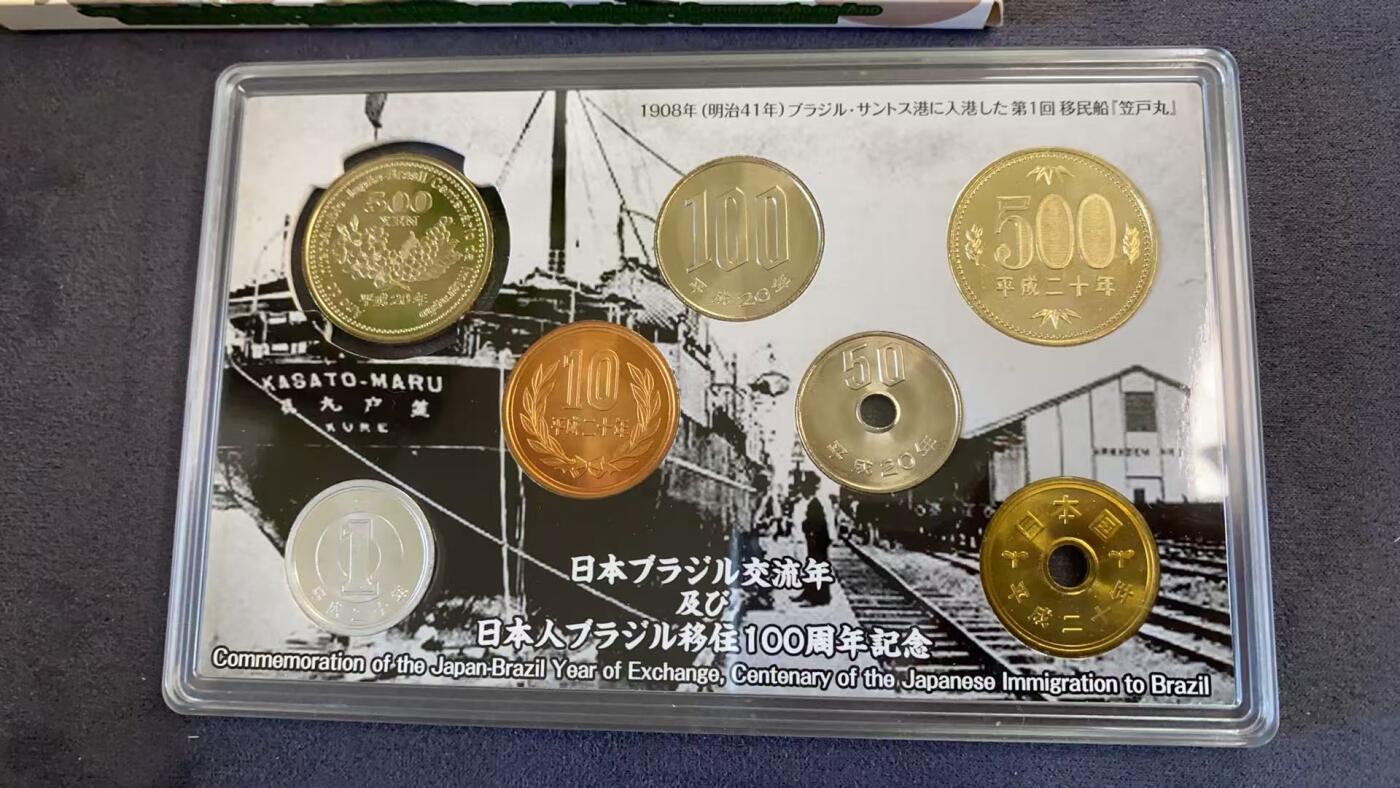 Comemorativo ao Ano
1908年(明治41年)ブラジル・サントス港に入港した第1回 移民船『笠戸丸』
500
YEN
平成20年
100
平成20年
500
平成二十年
10
平成二十年
50
平成20年
KASATO-MARU
丸戸笠
KURE
1
日本国
平成二十年
日本ブラジル交流年
及び
日本人ブラジル移住100周年記念
Commemoration of the Japan-Brazil Year of Exchange, Centenary of the Japanese Immigration to Brazil